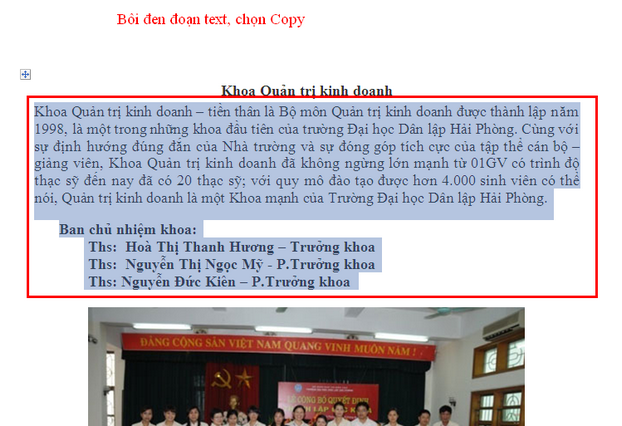 Bôi đen đoạn text, chọn Copy
Khoa Quản trị kinh doanh
Khoa Quản trị kinh doanh – tiền thân là Bộ môn Quản trị kinh doanh được thành lập năm
1998, là một trong những khoa đầu tiên của trường Đại học Dân lập Hải Phòng. Cùng với
sự định hướng đúng đắn của Nhà trường và sự đóng góp tích cực của tập thể cán bộ –
giảng viên, Khoa Quản trị kinh doanh đã không ngừng lớn mạnh từ 01GV có trình độ
thạc sỹ đến nay đã có 20 thạc sỹ; với quy mô đào tạo được hơn 4.000 sinh viên có thể
nói, Quản trị kinh doanh là một Khoa mạnh của Trường Đại học Dân lập Hải Phòng.
Ban chủ nhiệm khoa:
Ths: Hoà Thị Thanh Hương – Trưởng khoa
Ths: Nguyễn Thị Ngọc Mỹ - P.Trưởng khoa
Ths: Nguyễn Đức Kiên – P.Trưởng khoa
ĐẢNG CỘNG SẢN VIỆT NAM QUANG VINH MUÔN NĂM !
LỄ CÔNG BỐ QUYẾT ĐỊNH